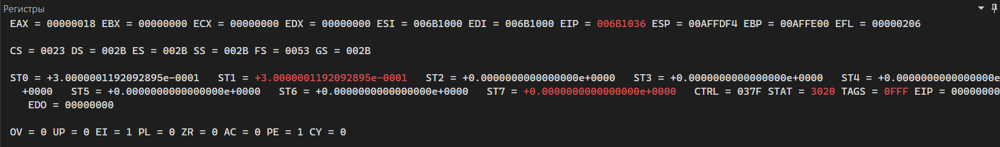 Регистры
EAX = 00000018 EBX = 00000000 ECX = 00000000 EDX = 00000000 ESI = 006B1000 EDI = 006B1000 EIP = 006B1036 ESP = 00AFFDF4 EBP = 00AFFE00 EFL = 00000206
CS = 0023 DS = 002B ES = 002B SS = 002B FS = 0053 GS = 002B
ST0 = +3.0000001192092895e-0001 ST1 = +3.0000001192092895e-0001 ST2 = +0.0000000000000000e+0000 ST3 = +0.0000000000000000e+0000 ST4 = +0.0000000000000000e
+0000 ST5 = +0.0000000000000000e+0000 ST6 = +0.0000000000000000e+0000 ST7 = +0.0000000000000000e+0000 CTRL = 037F STAT = 3020 TAGS = 0FFF EIP = 00000000
EDO = 00000000
OV = 0 UP = 0 EI = 1 PL = 0 ZR = 0 AC = 0 PE = 1 CY = 0